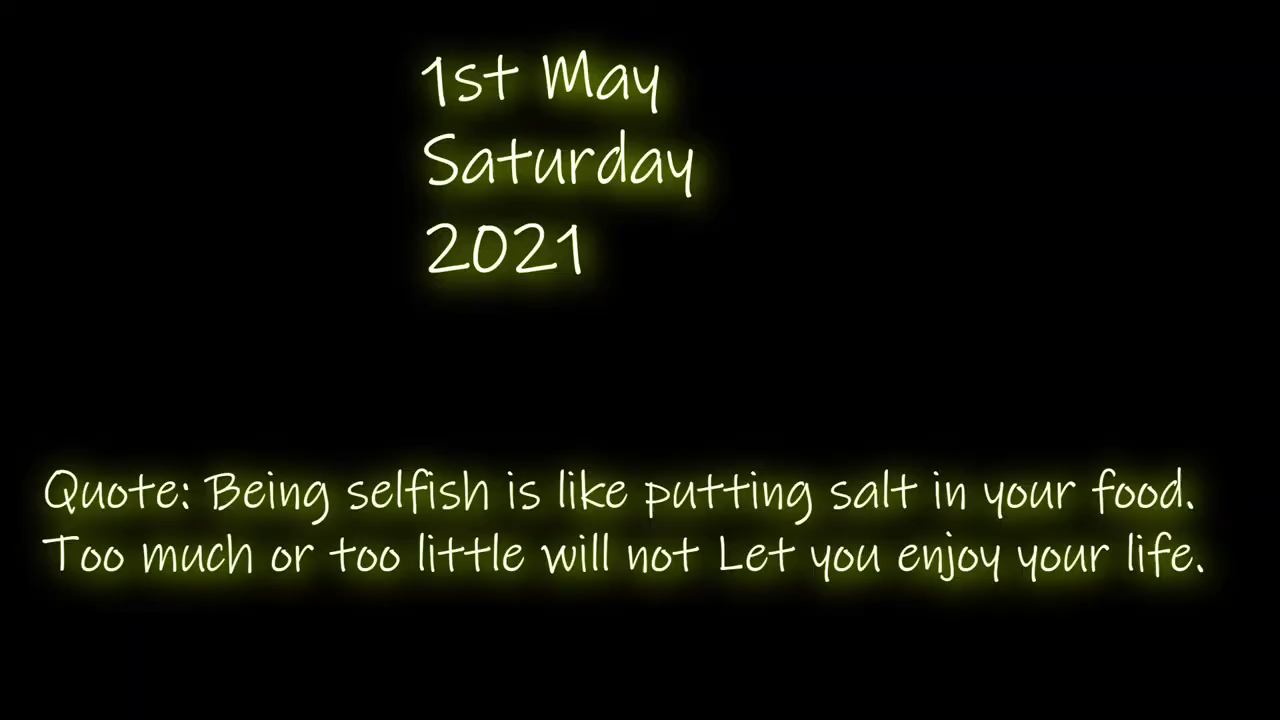 1st May
Saturday
2021
Quote: Being selfish is like putting salt in your food.
Too much or too little will not Let you enjoy your life.